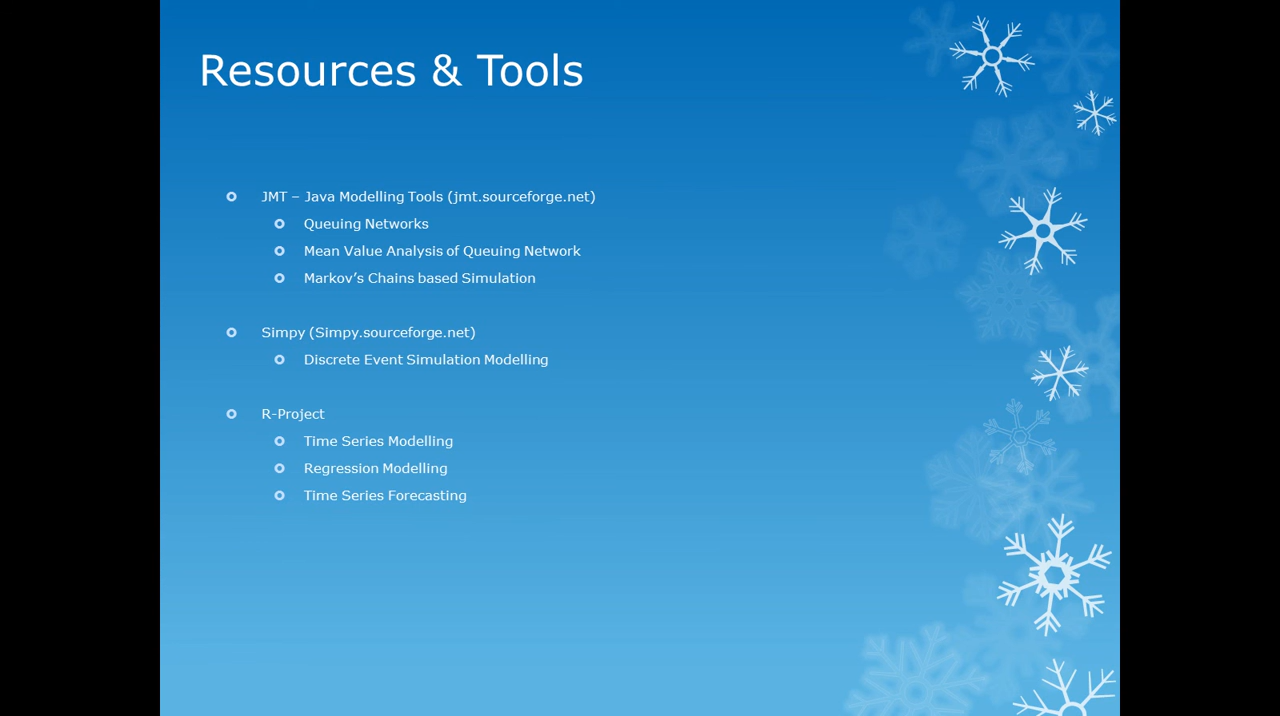 Resources & Tools
JMT – Java Modelling Tools (jmt.sourceforge.net)
Queuing Networks
Mean Value Analysis of Queuing Network
Markov’s Chains based Simulation
Simpy (Simpy.sourceforge.net)
Discrete Event Simulation Modelling
R-Project
Time Series Modelling
Regression Modelling
Time Series Forecasting